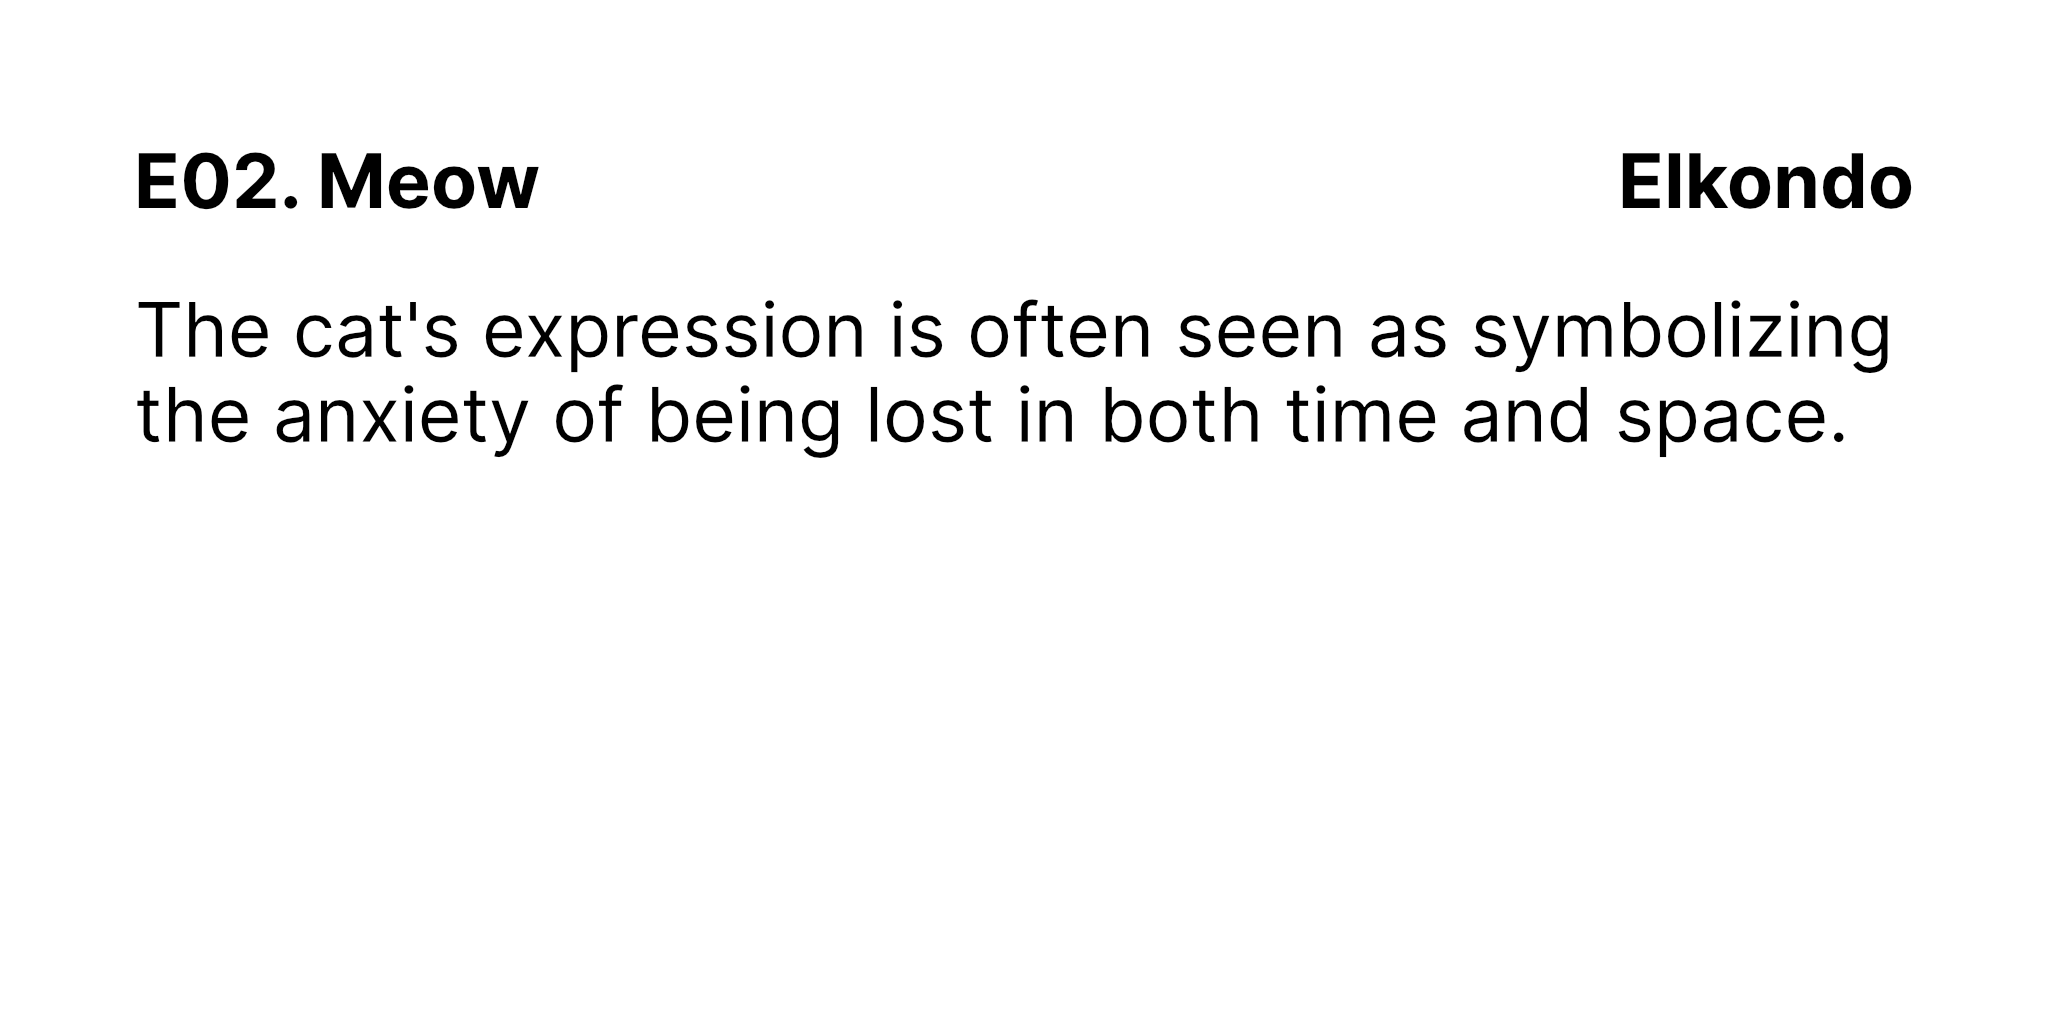 E02. Meow Elkondo
The cat's expression is often seen as symbolizing
the anxiety of being lost in both time and space.